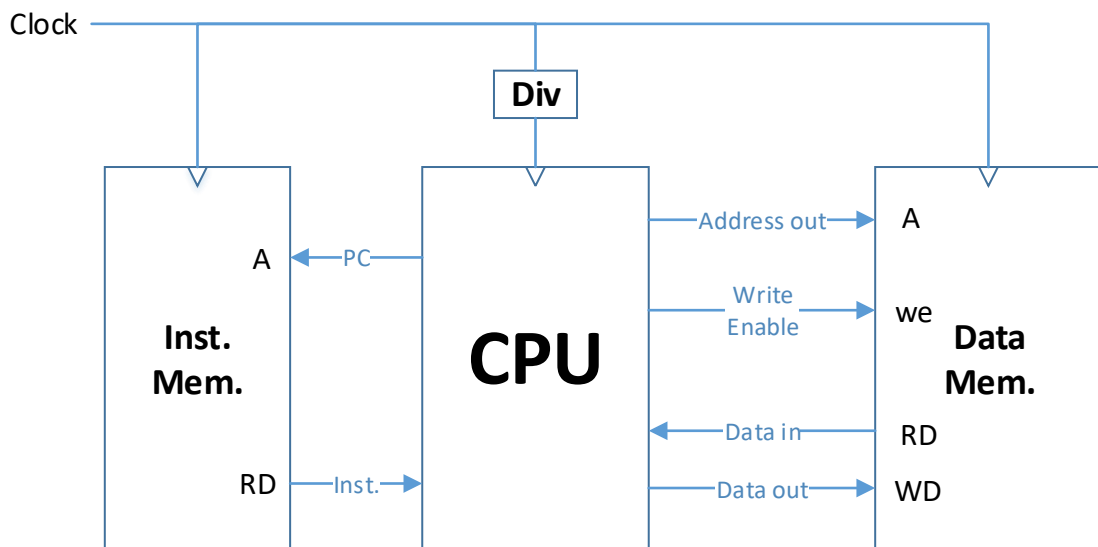 Clock
Div
A
PC
Inst.
Mem.
RD
Inst.
CPU
Address out
A
Write
Enable
we
Data
Mem.
Data in
RD
Data out
WD